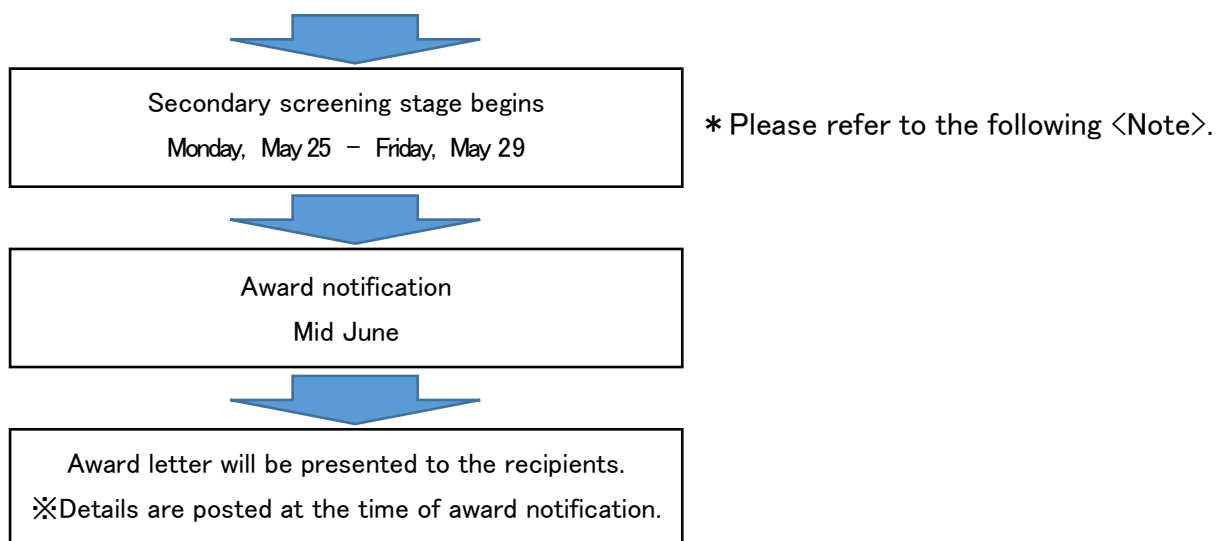 Secondary screening stage begins
Monday, May 25 – Friday, May 29
* Please refer to the following <Note>.
Award notification
Mid June
Award letter will be presented to the recipients.
※Details are posted at the time of award notification.